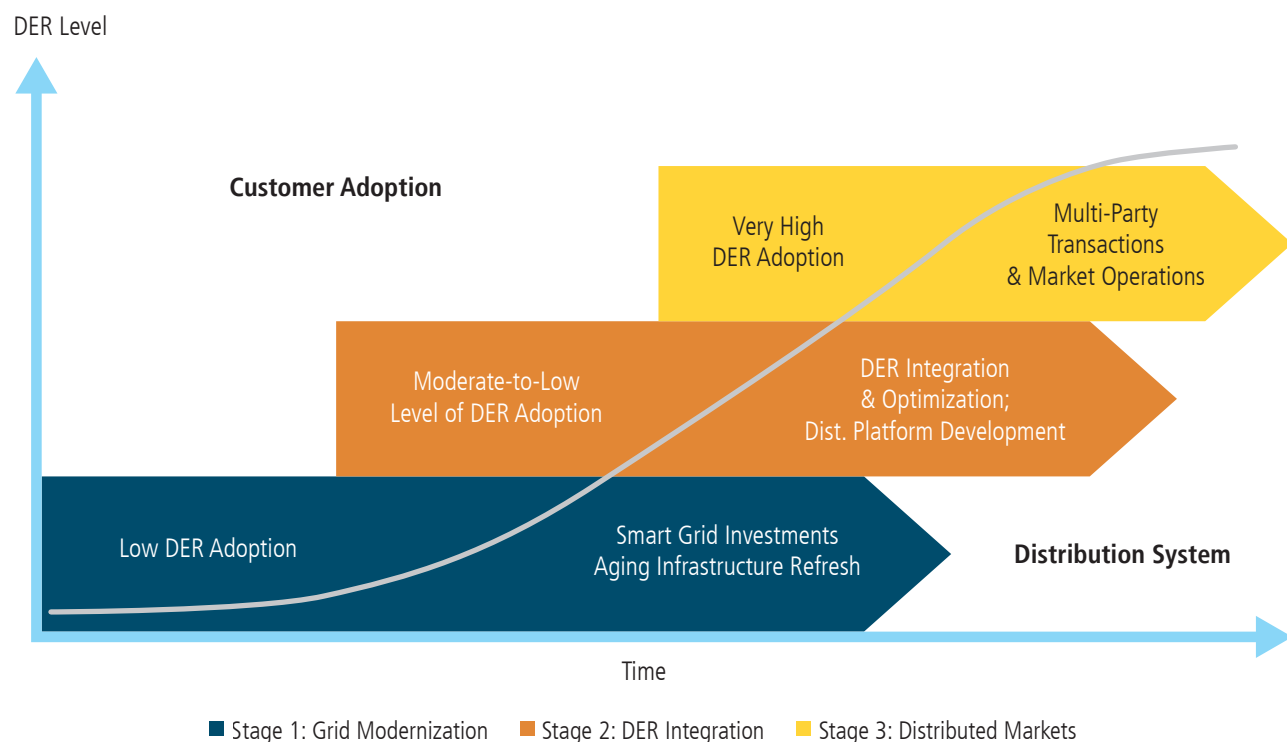 DER Level
Customer Adoption
Very High
DER Adoption
Multi-Party
Transactions
& Market Operations
Moderate-to-Low
Level of DER Adoption
DER Integration
& Optimization;
Dist. Platform Development
Low DER Adoption
Smart Grid Investments
Aging Infrastructure Refresh
Distribution System
Time
Stage 1: Grid Modernization
Stage 2: DER Integration
Stage 3: Distributed Markets